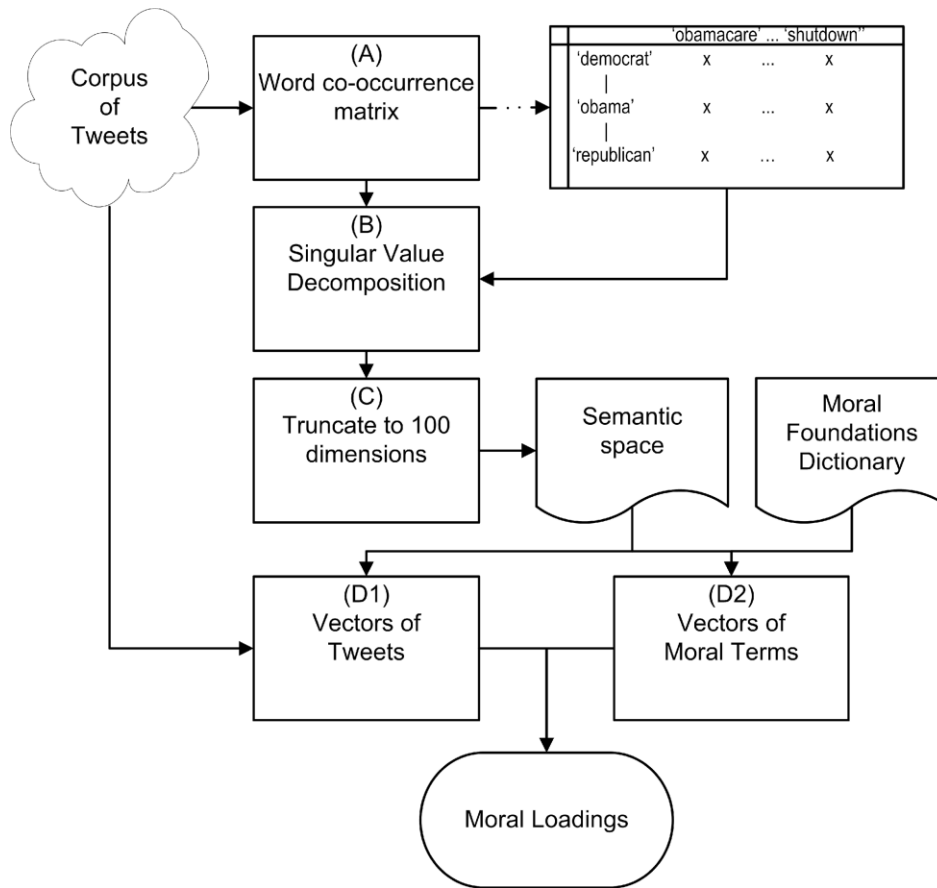 Corpus
of
Tweets
(A)
Word co-occurrence
matrix
'obamacare' ... 'shutdown''
'democrat' x ... x
|
'obama' x ... x
|
'republican' x ... x
(B)
Singular Value
Decomposition
(C)
Truncate to 100
dimensions
Semantic
space
Moral
Foundations
Dictionary
(D1)
Vectors of
Tweets
(D2)
Vectors of
Moral Terms
Moral Loadings